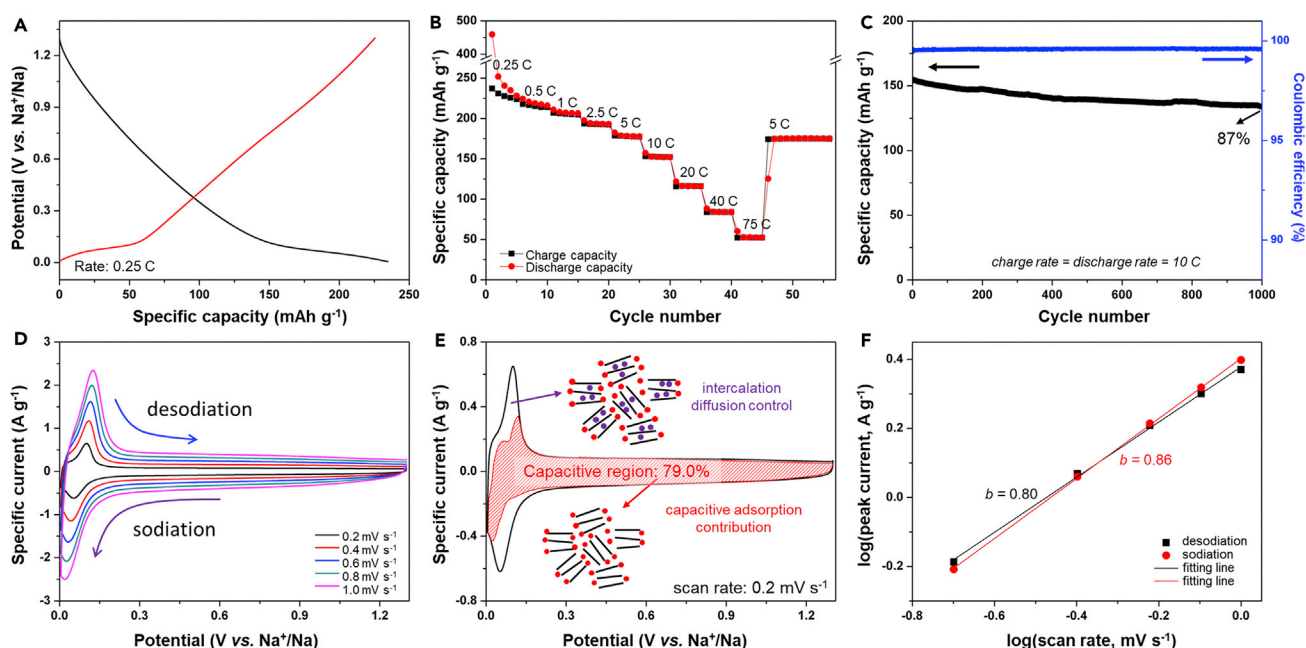 A
Potential (V vs. Na⁺/Na)
1.2
0.9
0.6
0.3
0.0
Rate: 0.25 C
0
50
100
150
200
250
Specific capacity (mAh g⁻¹)
B
Specific capacity (mAh g⁻¹)
500
400
250
200
150
100
50
0
0.25 C
0.5 C
1 C
2.5 C
5 C
10 C
20 C
40 C
75 C
5 C
Charge capacity
Discharge capacity
0
10
20
30
40
50
Cycle number
C
Specific capacity (mAh g⁻¹)
200
150
100
50
0
87%
charge rate = discharge rate = 10 C
0
200
400
600
800
1000
Cycle number
100
95
90
Coulombic efficiency (%)
D
Specific current (A g⁻¹)
3
2
1
0
-1
-2
-3
desodiation
sodiation
0.2 mV s⁻¹
0.4 mV s⁻¹
0.6 mV s⁻¹
0.8 mV s⁻¹
1.0 mV s⁻¹
0.0
0.3
0.6
0.9
1.2
Potential (V vs. Na⁺/Na)
E
Specific current (A g⁻¹)
0.8
0.4
0.0
-0.4
-0.8
intercalation
diffusion control
Capacitive region: 79.0%
capacitive adsorption
contribution
scan rate: 0.2 mV s⁻¹
0.0
0.3
0.6
0.9
1.2
Potential (V vs. Na⁺/Na)
F
log(peak current, A g⁻¹)
0.4
0.2
0.0
-0.2
b = 0.80
b = 0.86
desodiation
sodiation
fitting line
fitting line
-0.8
-0.6
-0.4
-0.2
0.0
log(scan rate, mV s⁻¹)